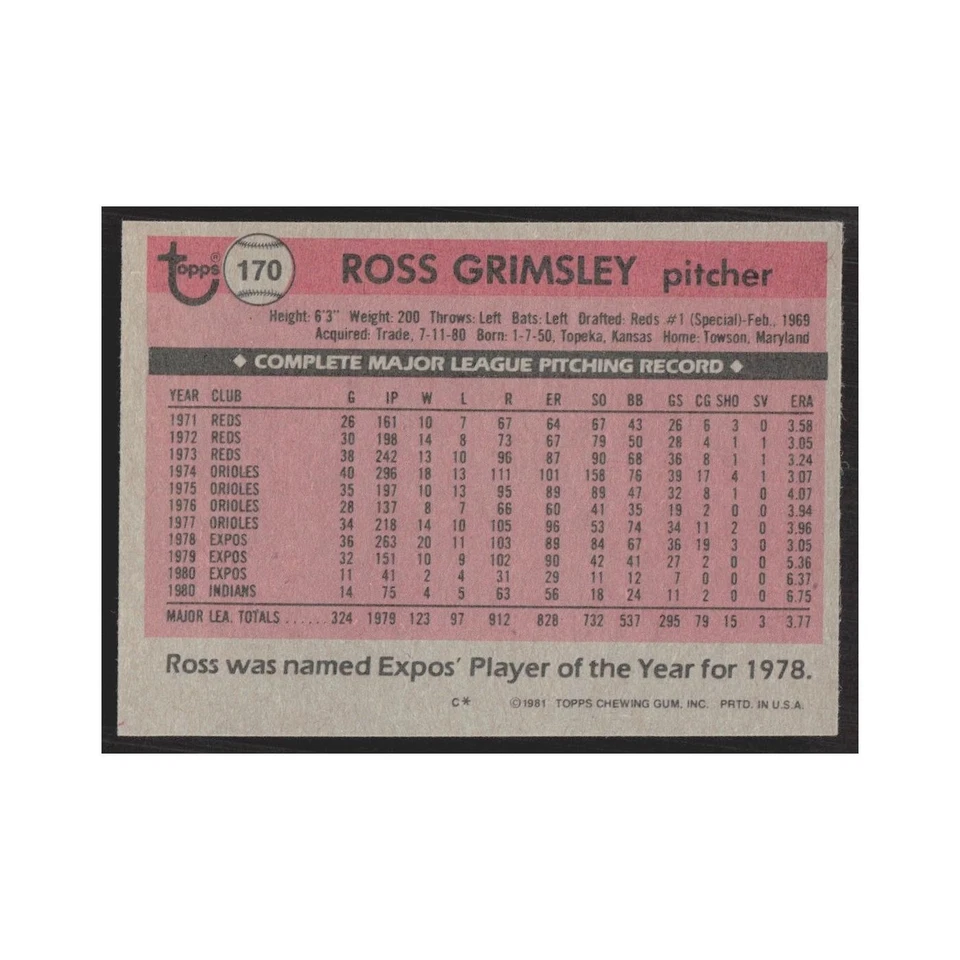 topps® 170 ROSS GRIMSLEY pitcher
Height: 6'3" Weight: 200 Throws: Left Bats: Left Drafted: Reds #1 (Special)-Feb., 1969
Acquired: Trade, 7-11-80 Born: 1-7-50, Topeka, Kansas Home: Towson, Maryland
◆ COMPLETE MAJOR LEAGUE PITCHING RECORD ◆
YEAR CLUB G IP W L R ER SO BB GS CG SHO SV ERA
1971 REDS 26 161 10 7 67 64 67 43 26 6 3 0 3.58
1972 REDS 30 198 14 8 73 67 79 50 28 4 1 1 3.05
1973 REDS 38 242 13 10 96 87 90 68 36 8 1 1 3.24
1974 ORIOLES 40 296 18 13 111 101 158 76 39 17 4 1 3.07
1975 ORIOLES 35 197 10 13 95 89 89 47 32 8 1 0 4.07
1976 ORIOLES 28 137 8 7 66 60 41 35 19 2 0 0 3.94
1977 ORIOLES 34 218 14 10 105 96 53 74 34 11 2 0 3.96
1978 EXPOS 36 263 20 11 103 89 84 67 36 19 3 0 3.05
1979 EXPOS 32 151 10 9 102 90 42 41 27 2 0 0 5.36
1980 EXPOS 11 41 2 4 31 29 11 12 7 0 0 0 6.37
1980 INDIANS 14 75 4 5 63 56 18 24 11 2 0 0 6.75
MAJOR LEA. TOTALS ...... 324 1979 123 97 912 828 732 537 295 79 15 3 3.77
Ross was named Expos' Player of the Year for 1978.
C* ©1981 TOPPS CHEWING GUM, INC. PRTD. IN U.S.A.